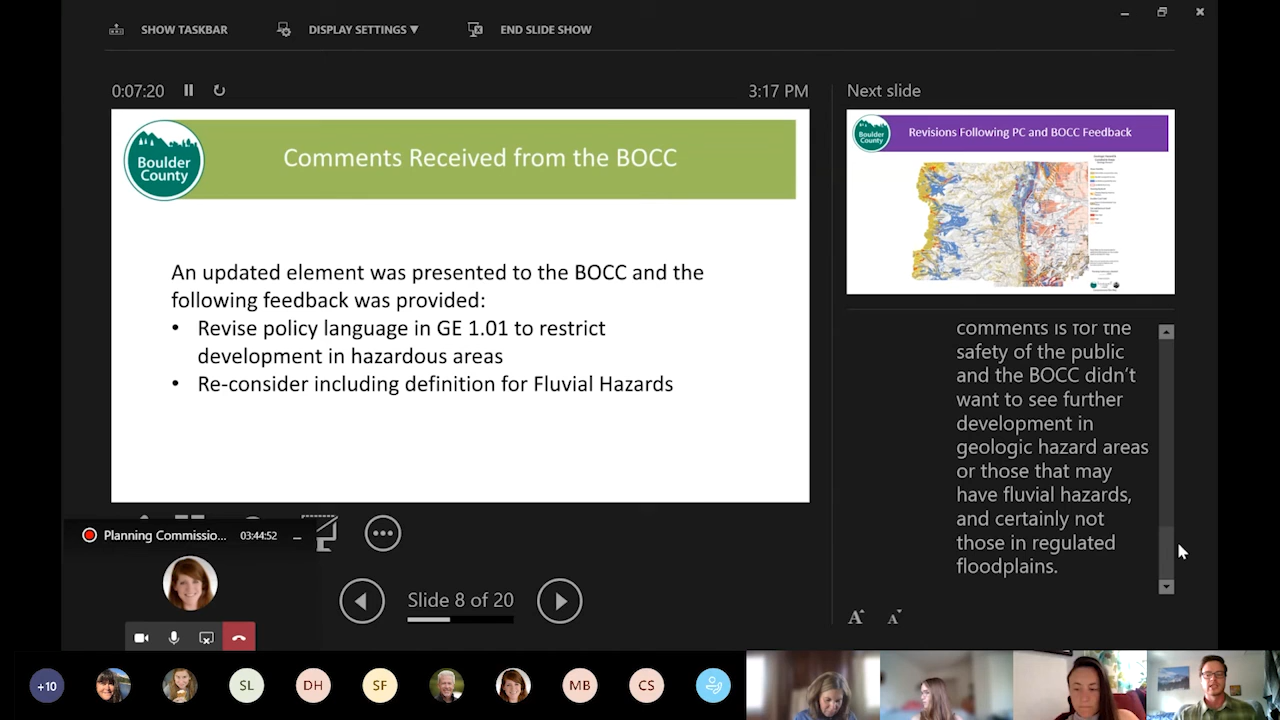 SHOW TASKBAR
DISPLAY SETTINGS ▼
END SLIDE SHOW
0:07:20
3:17 PM
Next slide
Boulder
County
Comments Received from the BOCC
An updated element was presented to the BOCC and the
following feedback was provided:
• Revise policy language in GE 1.01 to restrict
development in hazardous areas
• Re-consider including definition for Fluvial Hazards
Boulder
County
Revisions Following PC and BOCC Feedback
comments is for the
safety of the public
and the BOCC didn't
want to see further
development in
geologic hazard areas
or those that may
have fluvial hazards,
and certainly not
those in regulated
floodplains.
Planning Commissio...
03:44:52
Slide 8 of 20
A A
+10
SL
DH
SF
MB
CS